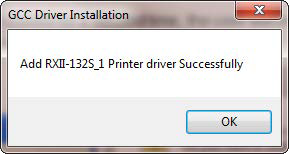 GCC Driver Installation
Add RXII-132S_1 Printer driver Successfully
OK